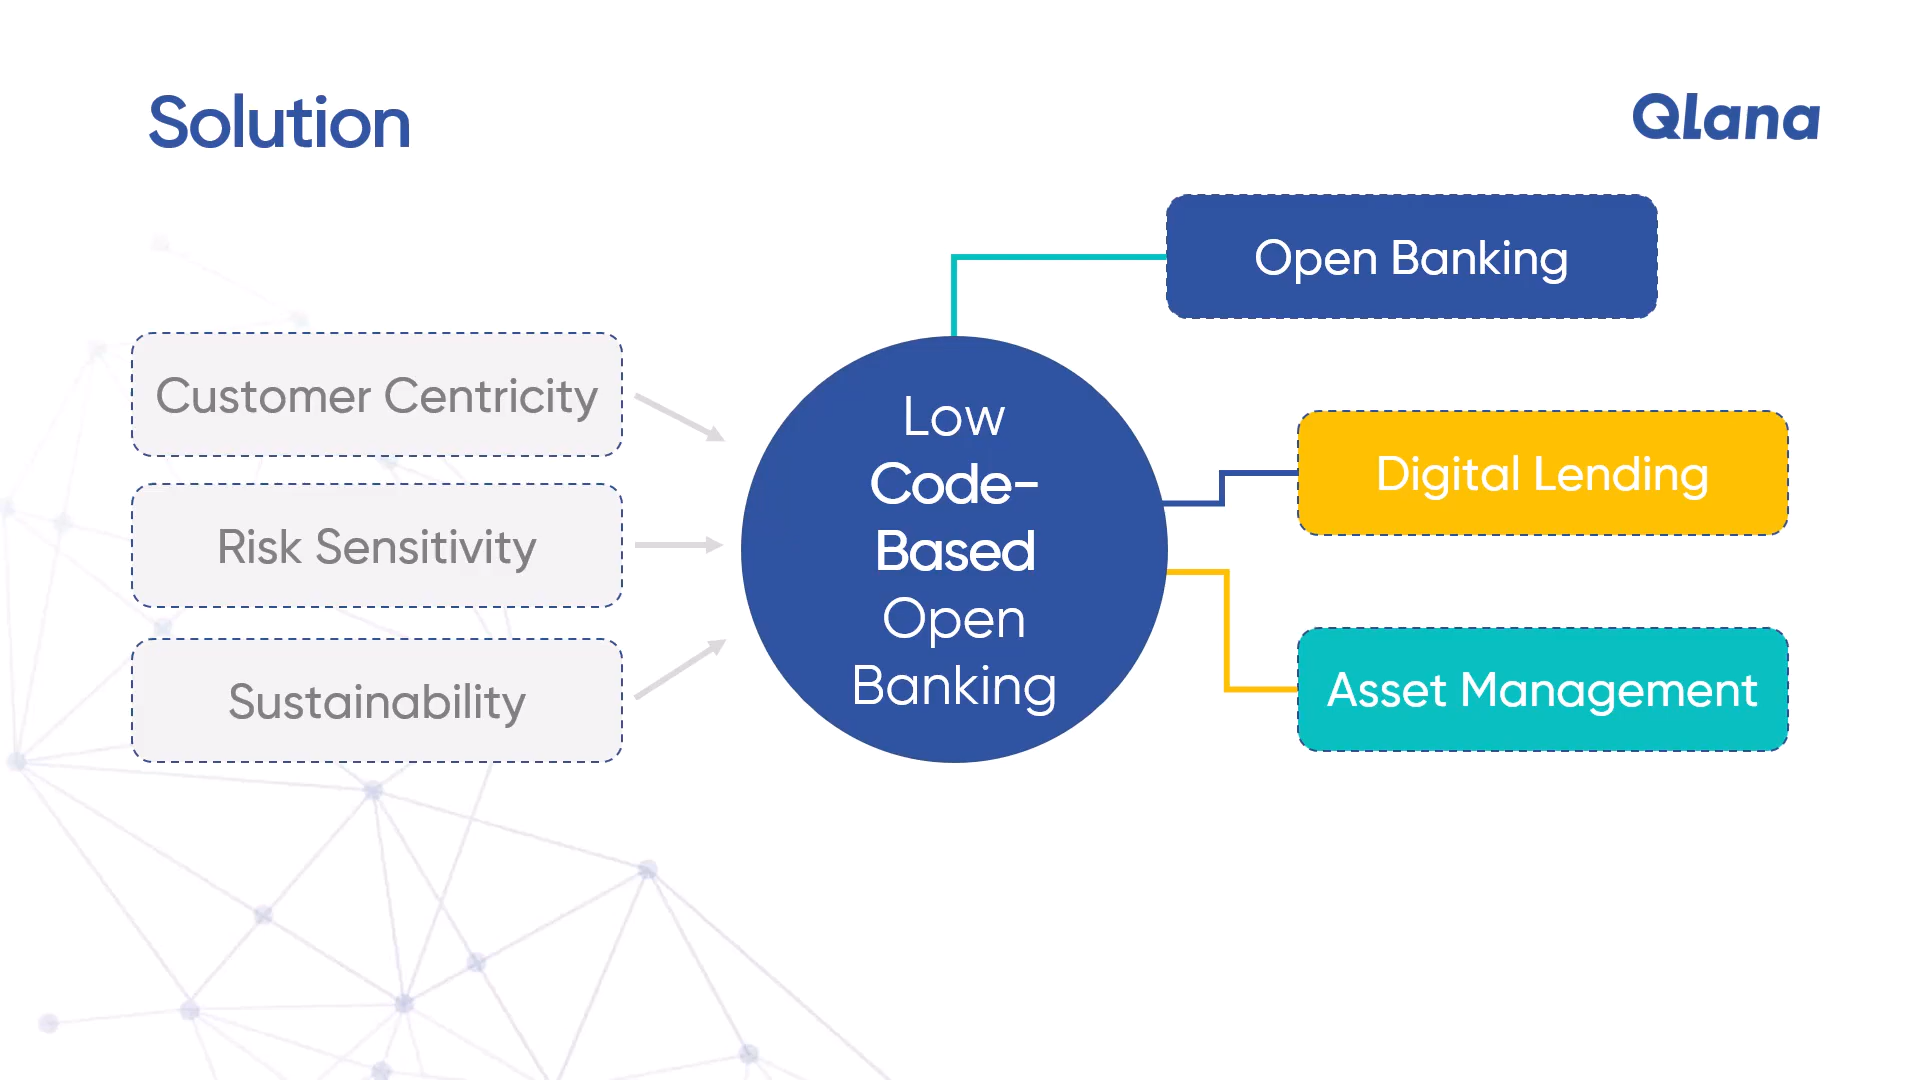 Solution
Qlana
Customer Centricity
Risk Sensitivity
Sustainability
Low
Code-
Based
Open
Banking
Open Banking
Digital Lending
Asset Management